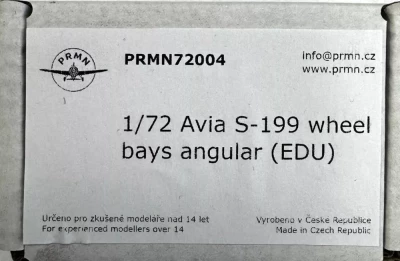 PRMN
PRMN72004
info@prmn.cz
www.prmn.cz
1/72 Avia S-199 wheel
bays angular (EDU)
Určeno pro zkušené modeláře nad 14 let
For experienced modellers over 14
Vyrobeno v České Republice
Made in Czech Republic